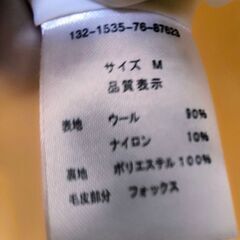 132-1535-76-87623
サイズ M
品質表示
表地 ウール 90%
ナイロン 10%
裏地 ポリエステル 100%
毛皮部分 フォックス